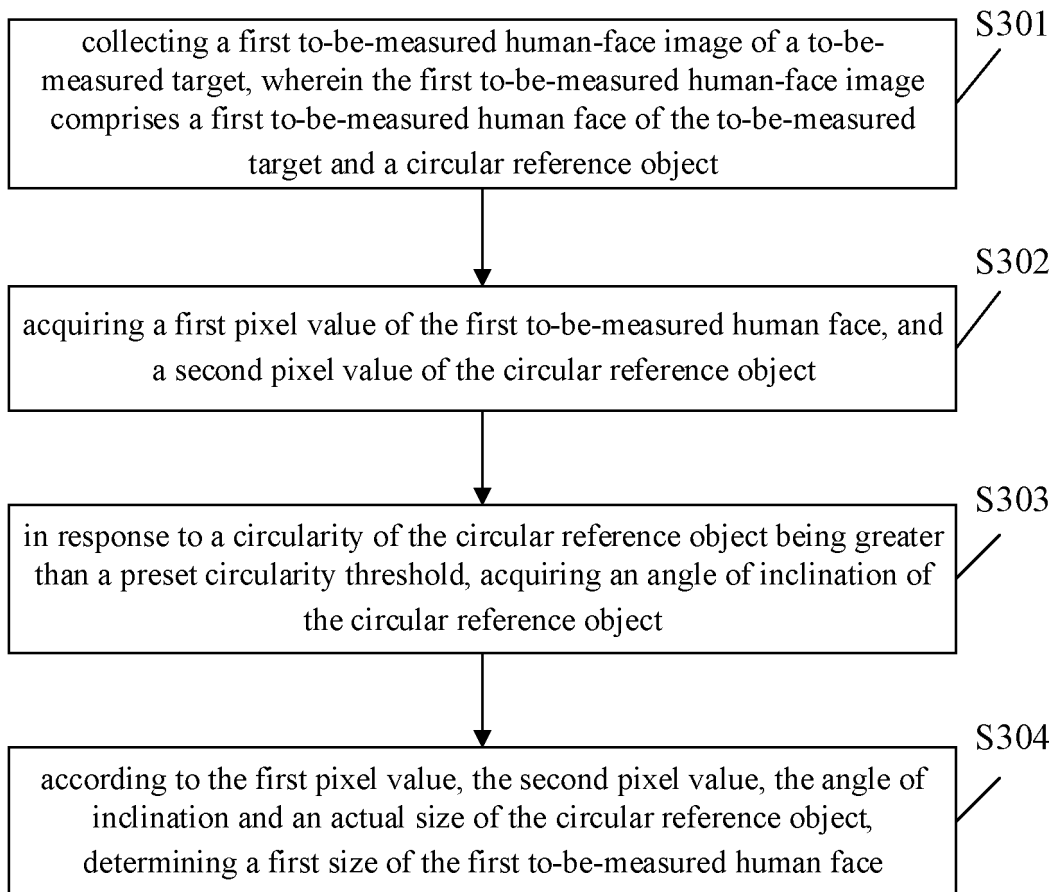 S301
collecting a first to-be-measured human-face image of a to-be-
measured target, wherein the first to-be-measured human-face image
comprises a first to-be-measured human face of the to-be-measured
target and a circular reference object
S302
acquiring a first pixel value of the first to-be-measured human face, and
a second pixel value of the circular reference object
S303
in response to a circularity of the circular reference object being greater
than a preset circularity threshold, acquiring an angle of inclination of
the circular reference object
S304
according to the first pixel value, the second pixel value, the angle of
inclination and an actual size of the circular reference object,
determining a first size of the first to-be-measured human face